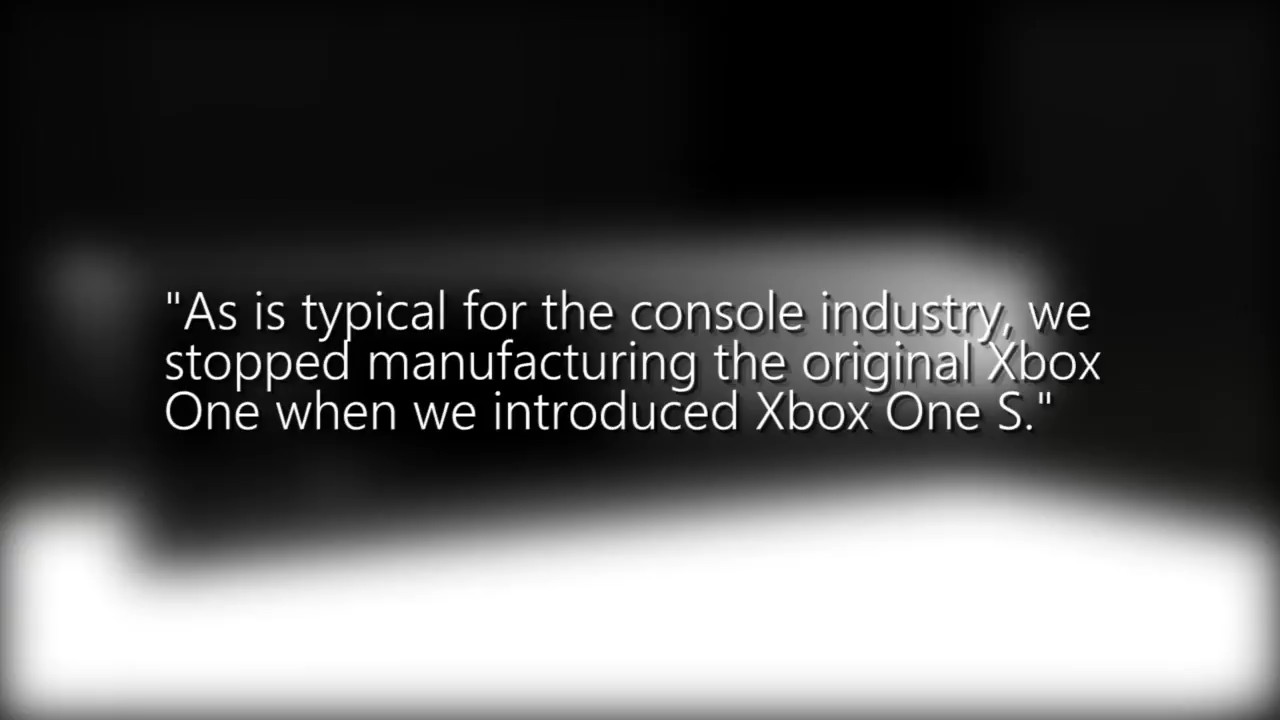 "As is typical for the console industry, we
stopped manufacturing the original Xbox
One when we introduced Xbox One S."